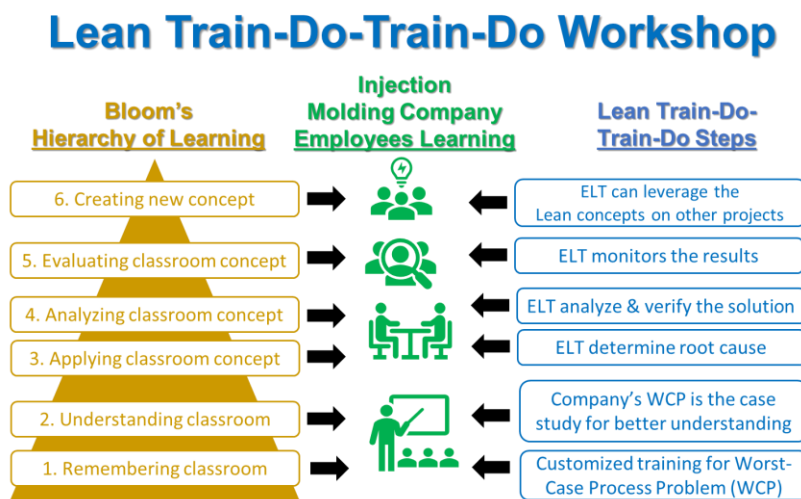 Lean Train-Do-Train-Do Workshop
Bloom's
Hierarchy of Learning
Injection
Molding Company
Employees Learning
Lean Train-Do-
Train-Do Steps
6. Creating new concept
ELT can leverage the
Lean concepts on other projects
5. Evaluating classroom concept
ELT monitors the results
4. Analyzing classroom concept
ELT analyze & verify the solution
3. Applying classroom concept
ELT determine root cause
2. Understanding classroom
Company's WCP is the case
study for better understanding
1. Remembering classroom
Customized training for Worst-
Case Process Problem (WCP)